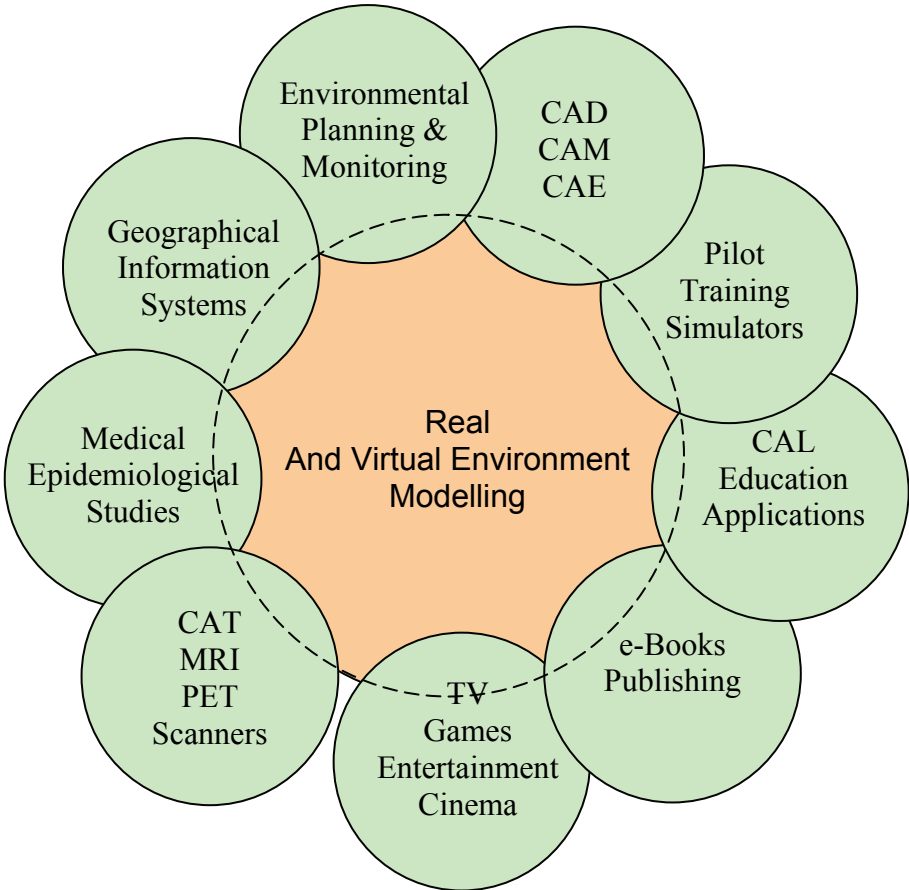 Environmental
Planning &
Monitoring
CAD
CAM
CAE
Geographical
Information
Systems
Pilot
Training
Simulators
Real
And Virtual Environment
Modelling
Medical
Epidemiological
Studies
CAL
Education
Applications
CAT
MRI
PET
Scanners
e-Books
Publishing
TV
Games
Entertainment
Cinema